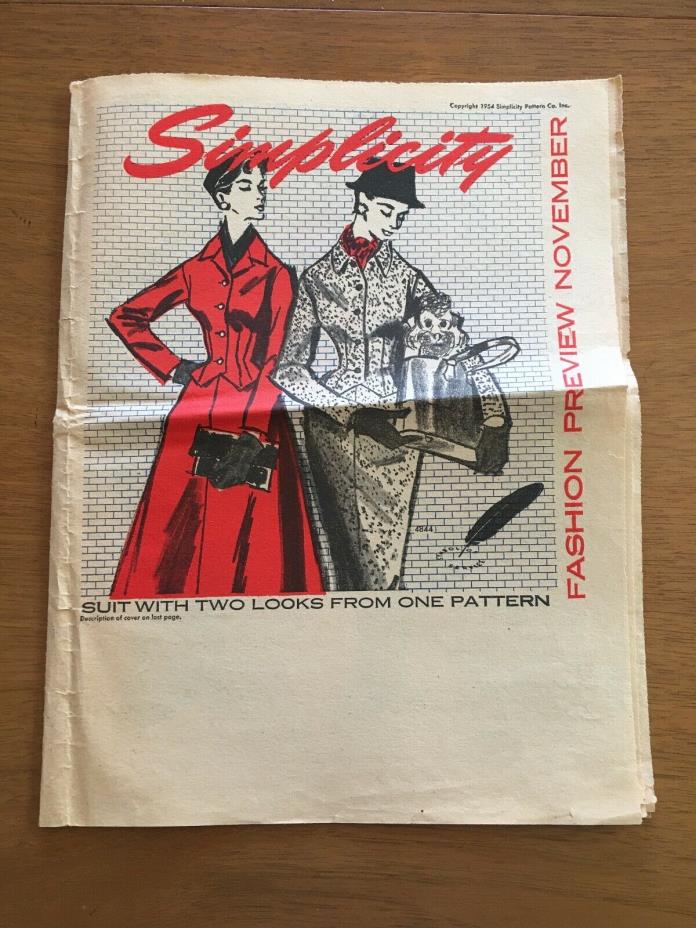 Copyright 1954 Simplicity Pattern Co. Inc.
Simplicity
FASHION PREVIEW NOVEMBER
4844
SUIT WITH TWO LOOKS FROM ONE PATTERN
Description of cover on last page.